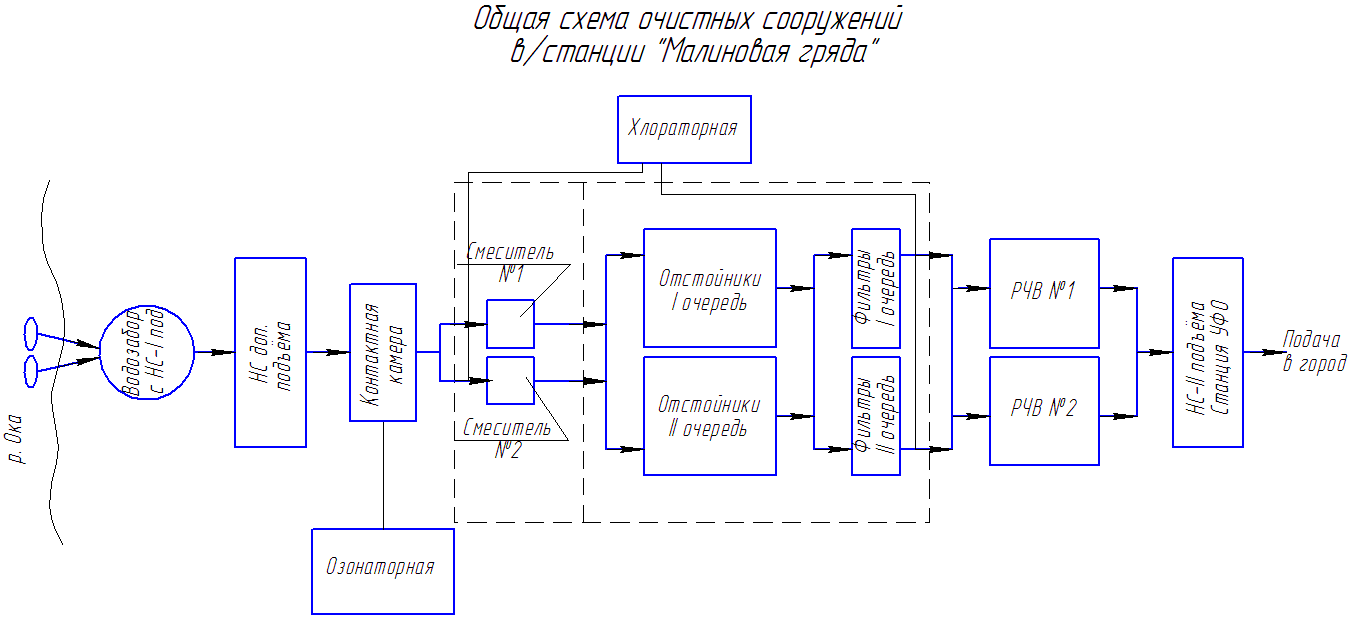 Общая схема очистных сооружений
в/станции "Малиновая гряда"
Хлораторная
Смеситель
№1
Отстойники
I очередь
Фильтры
I очередь
РЧВ №1
НС доп.
подъёма
Контактная
камера
Водозабор
с НС-I под
НС-II подъёма
Станция УФО
Подача
в город
р. Ока
Смеситель
№2
Отстойники
II очередь
Фильтры
II очередь
РЧВ №2
Озонаторная